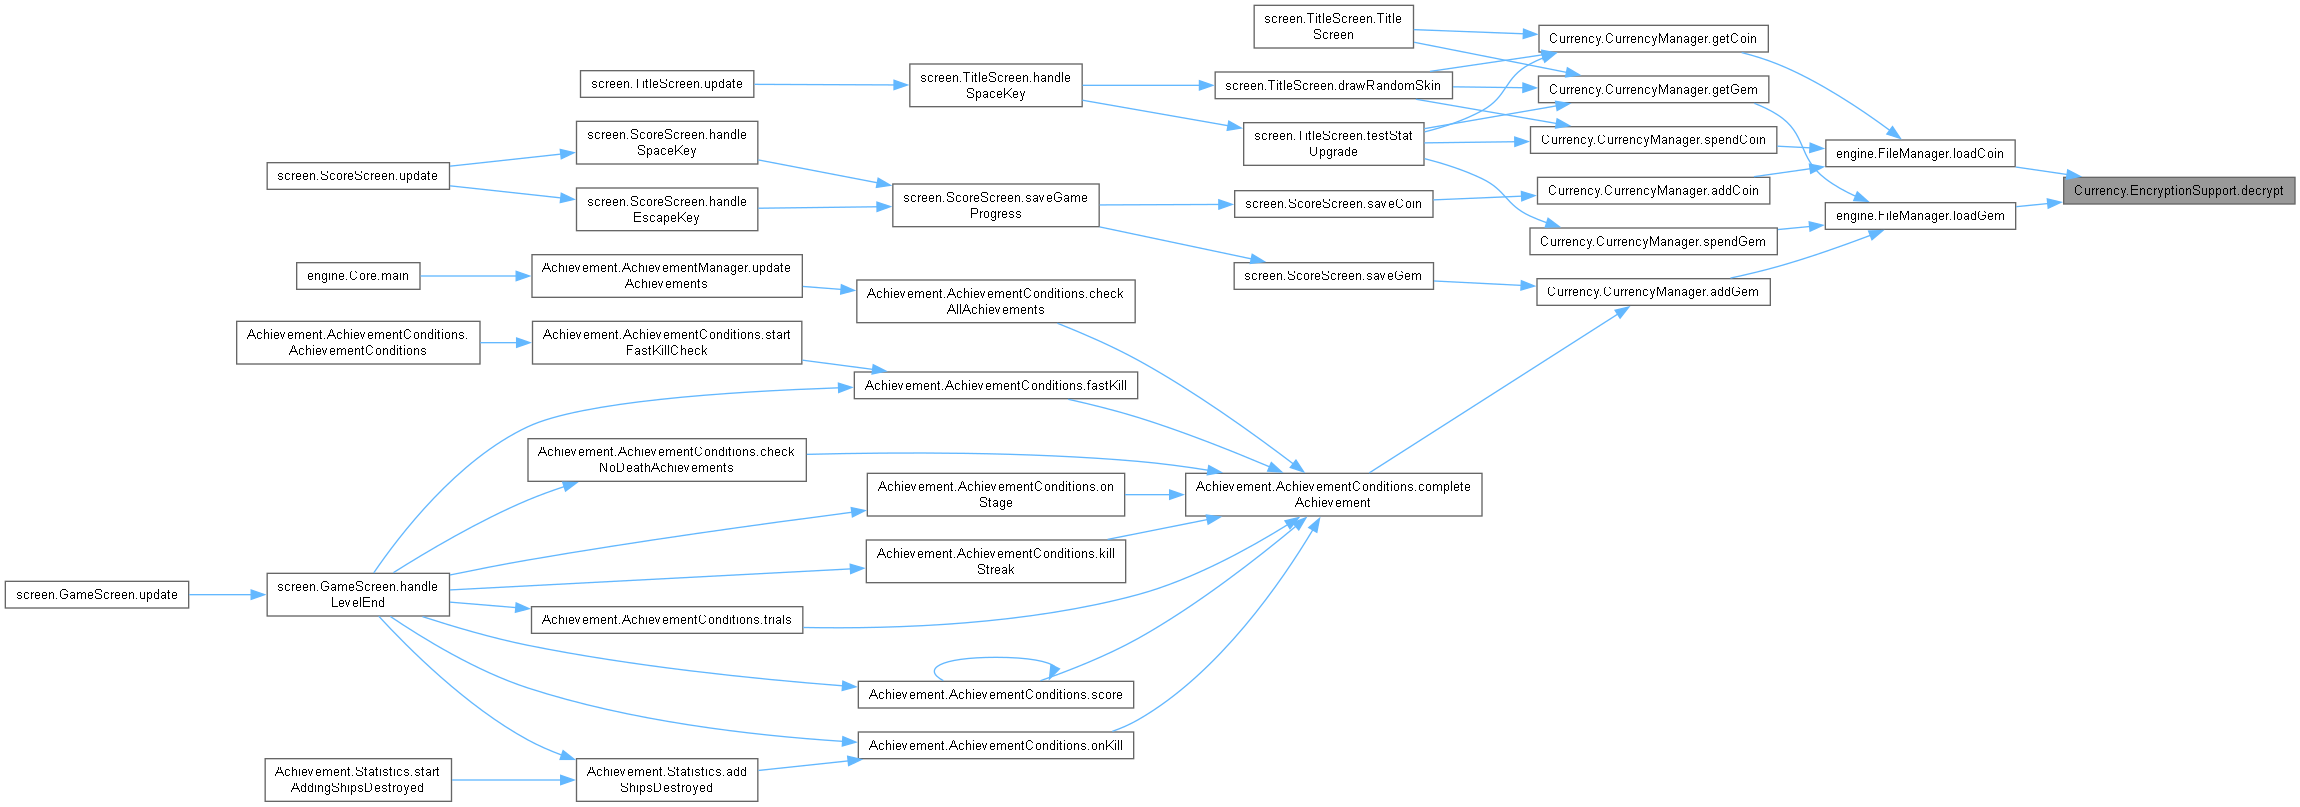 screen.TitleScreen.Title
Screen
Currency.CurrencyManager.getCoin
screen.TitleScreen.handle
SpaceKey
screen.TitleScreen.update
screen.TitleScreen.drawRandomSkin
Currency.CurrencyManager.getGem
screen.ScoreScreen.handle
SpaceKey
screen.TitleScreen.testStat
Upgrade
Currency.CurrencyManager.spendCoin
engine.FileManager.loadCoin
screen.ScoreScreen.update
Currency.CurrencyManager.addCoin
Currency.EncryptionSupport.decrypt
screen.ScoreScreen.handle
EscapeKey
screen.ScoreScreen.saveGame
Progress
screen.ScoreScreen.saveCoin
engine.FileManager.loadGem
Currency.CurrencyManager.spendGem
engine.Core.main
Achievement.AchievementManager.update
Achievements
screen.ScoreScreen.saveGem
Achievement.AchievementConditions.check
AllAchievements
Currency.CurrencyManager.addGem
Achievement.AchievementConditions.
AchievementConditions
Achievement.AchievementConditions.start
FastKillCheck
Achievement.AchievementConditions.fastKill
Achievement.AchievementConditions.check
NoDeathAchievements
Achievement.AchievementConditions.on
Stage
Achievement.AchievementConditions.complete
Achievement
Achievement.AchievementConditions.kill
Streak
screen.GameScreen.update
screen.GameScreen.handle
LevelEnd
Achievement.AchievementConditions.trials
Achievement.AchievementConditions.score
Achievement.AchievementConditions.onKill
Achievement.Statistics.start
AddingShipsDestroyed
Achievement.Statistics.add
ShipsDestroyed